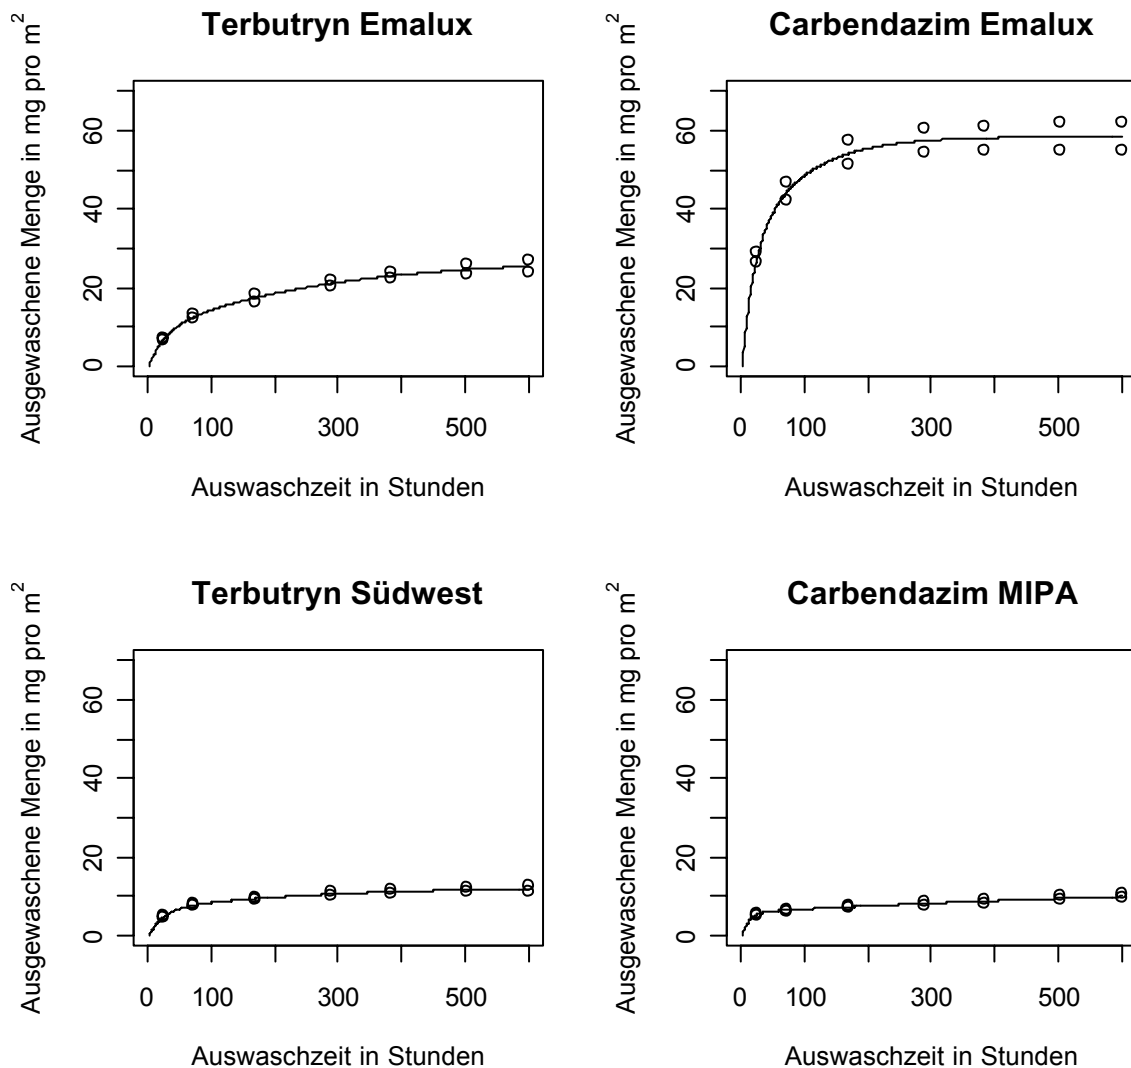 Terbutryn Emalux
Ausgewaschene Menge in mg pro m²
60
40
20
0
0 100 300 500
Auswaschzeit in Stunden
Carbendazim Emalux
Ausgewaschene Menge in mg pro m²
60
40
20
0
0 100 300 500
Auswaschzeit in Stunden
Terbutryn Südwest
Ausgewaschene Menge in mg pro m²
60
40
20
0
0 100 300 500
Auswaschzeit in Stunden
Carbendazim MIPA
Ausgewaschene Menge in mg pro m²
60
40
20
0
0 100 300 500
Auswaschzeit in Stunden